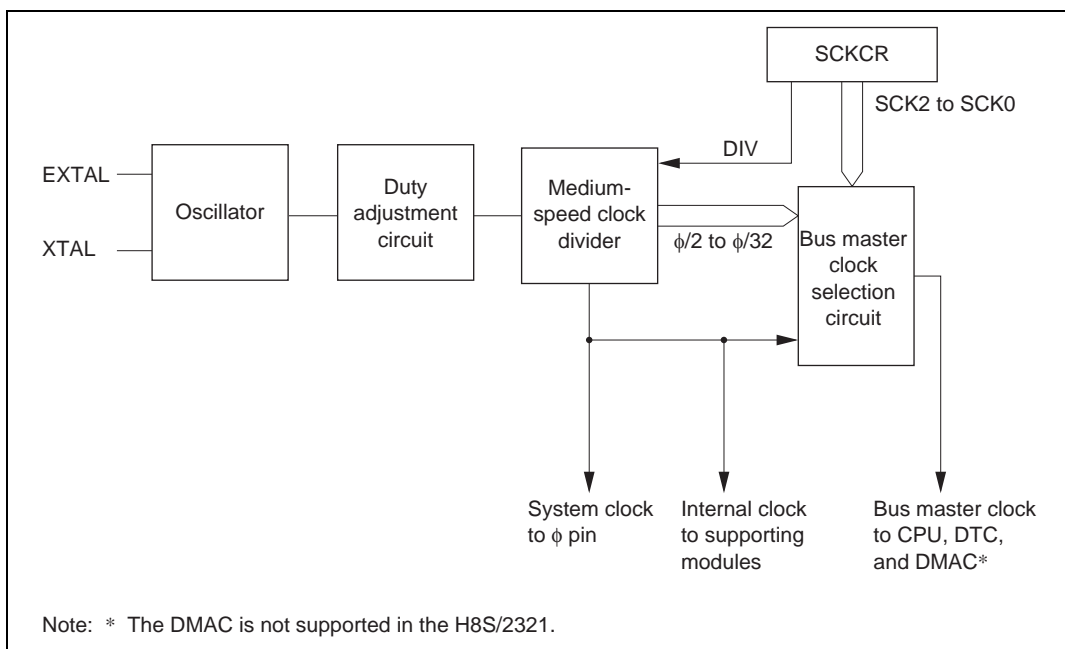 SCKCR
SCK2 to SCK0
DIV
EXTAL
XTAL
Oscillator
Duty
adjustment
circuit
Medium-
speed clock
divider
ϕ/2 to ϕ/32
Bus master
clock
selection
circuit
System clock
to ϕ pin
Internal clock
to supporting
modules
Bus master clock
to CPU, DTC,
and DMAC*
Note: * The DMAC is not supported in the H8S/2321.